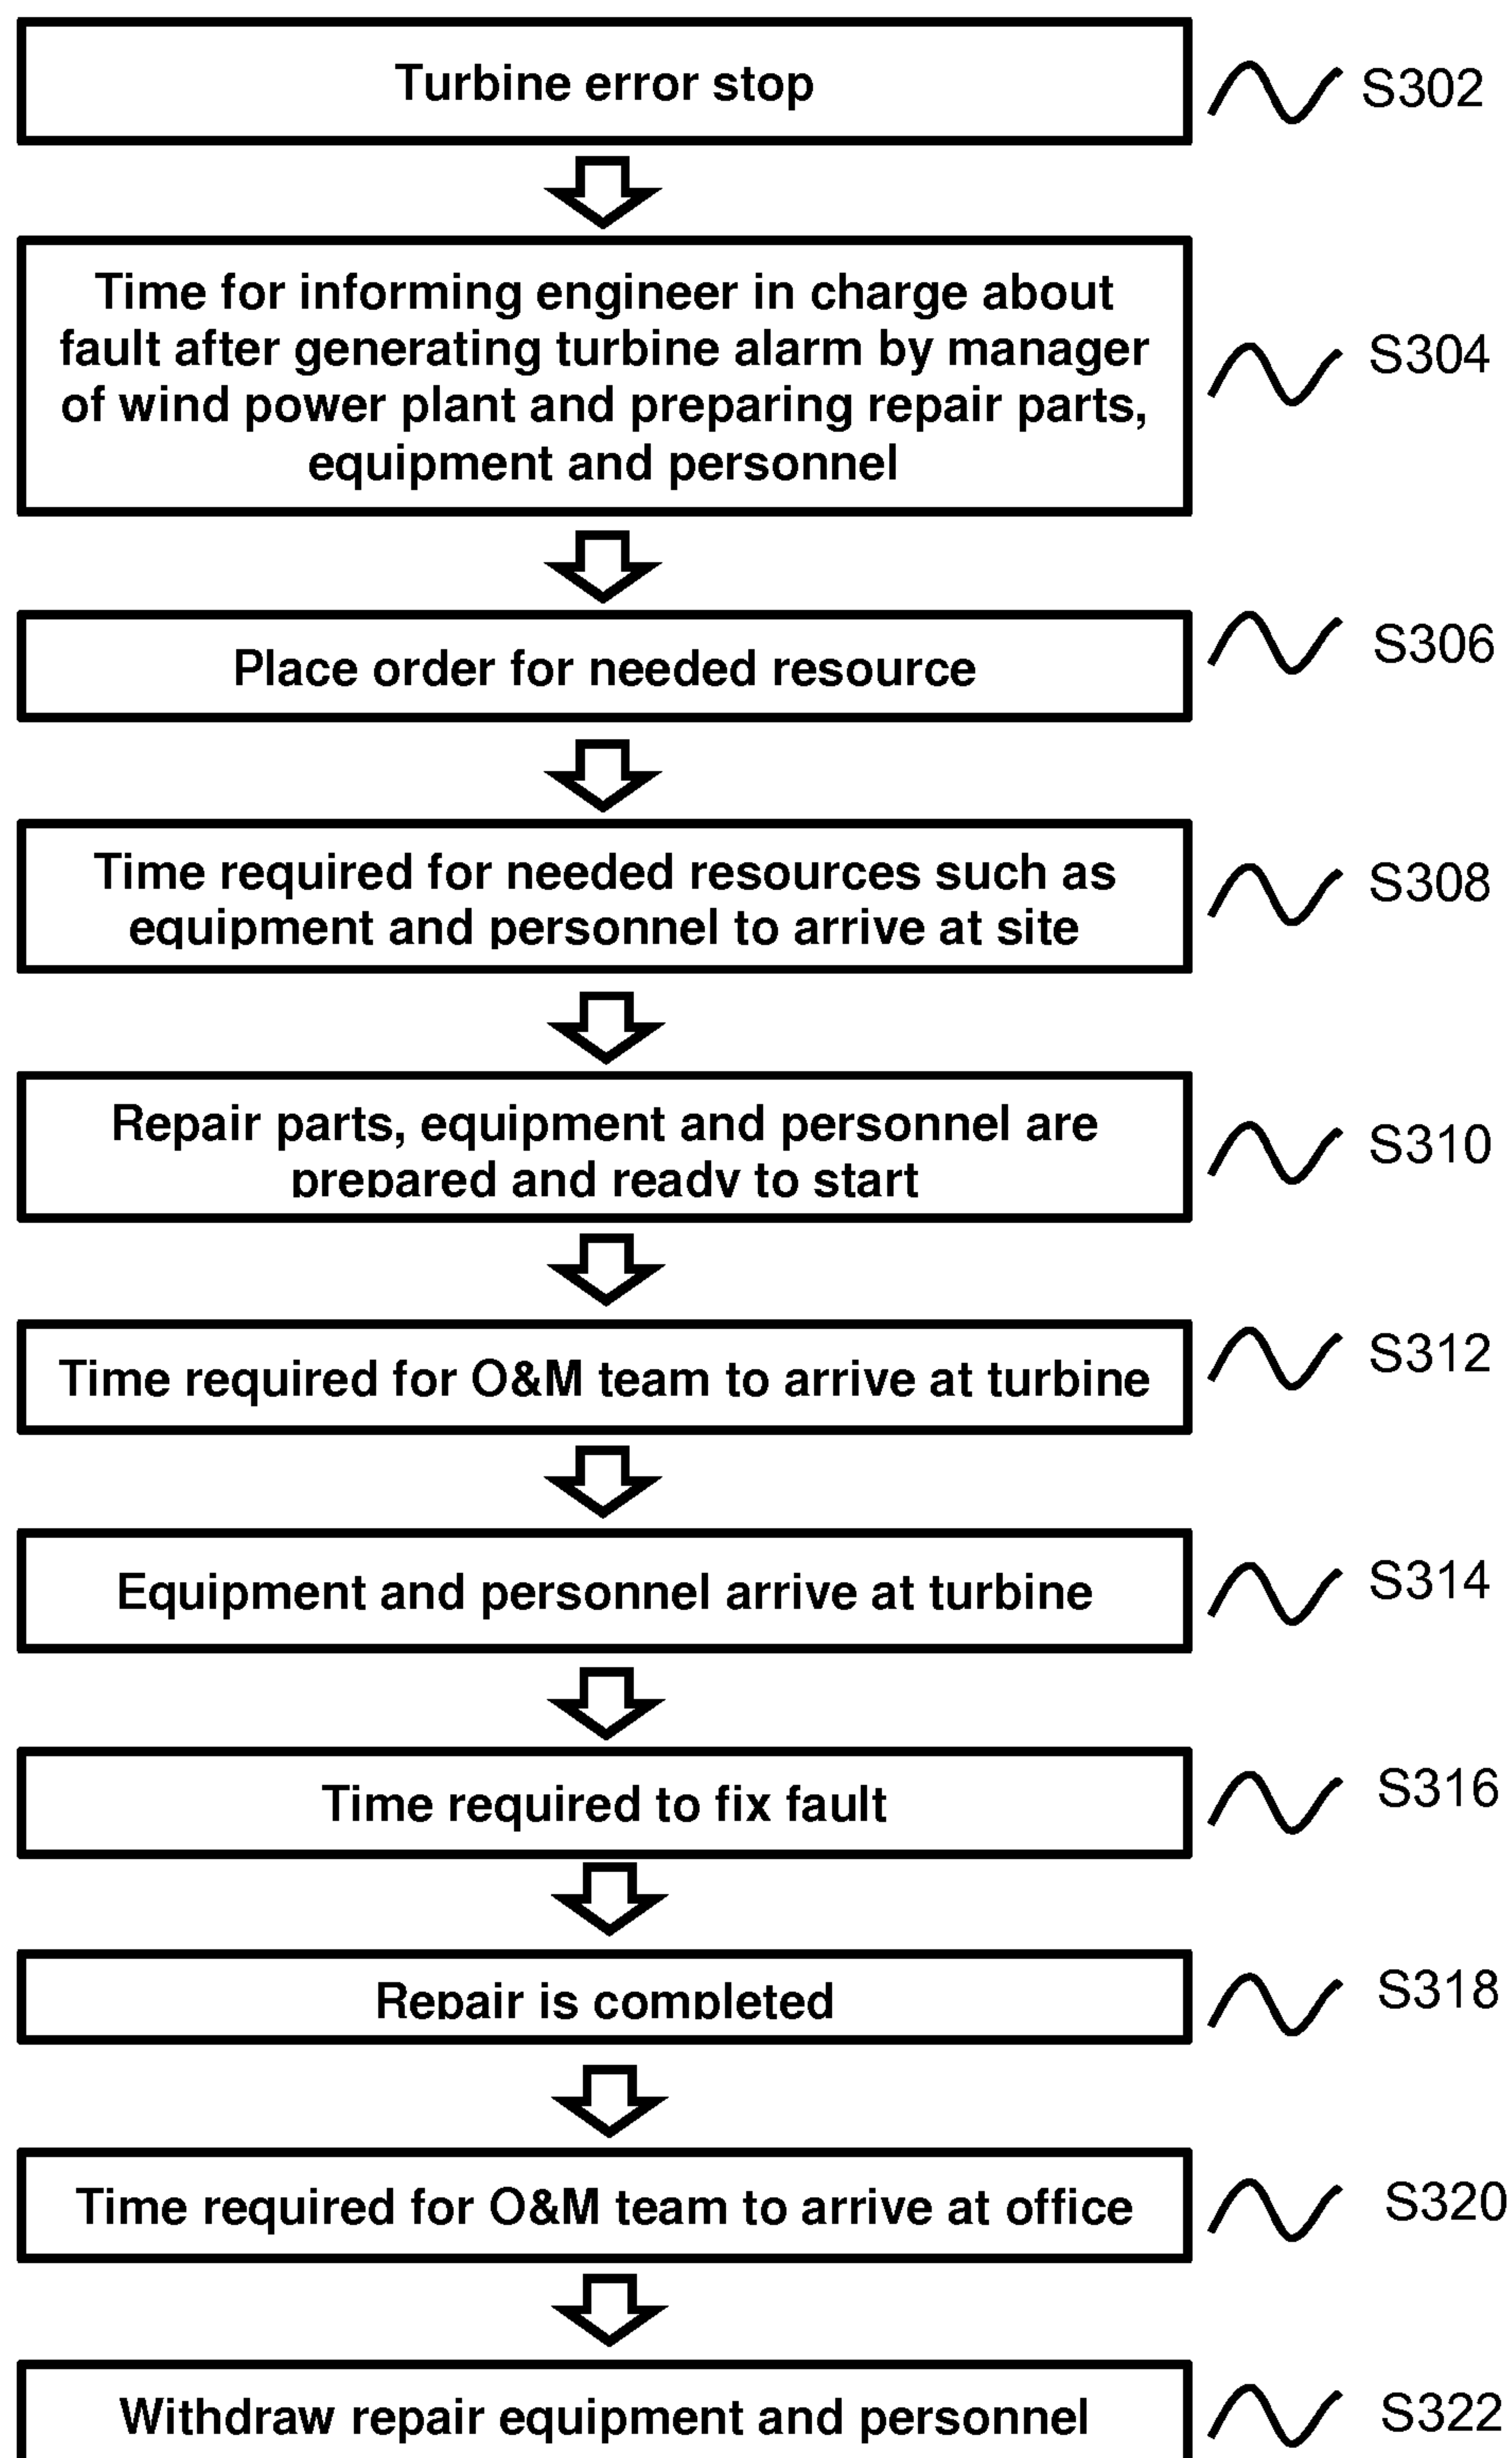 Turbine error stop
S302
Time for informing engineer in charge about
fault after generating turbine alarm by manager
of wind power plant and preparing repair parts,
equipment and personnel
S304
Place order for needed resource
S306
Time required for needed resources such as
equipment and personnel to arrive at site
S308
Repair parts, equipment and personnel are
prepared and ready to start
S310
Time required for O&M team to arrive at turbine
S312
Equipment and personnel arrive at turbine
S314
Time required to fix fault
S316
Repair is completed
S318
Time required for O&M team to arrive at office
S320
Withdraw repair equipment and personnel
S322